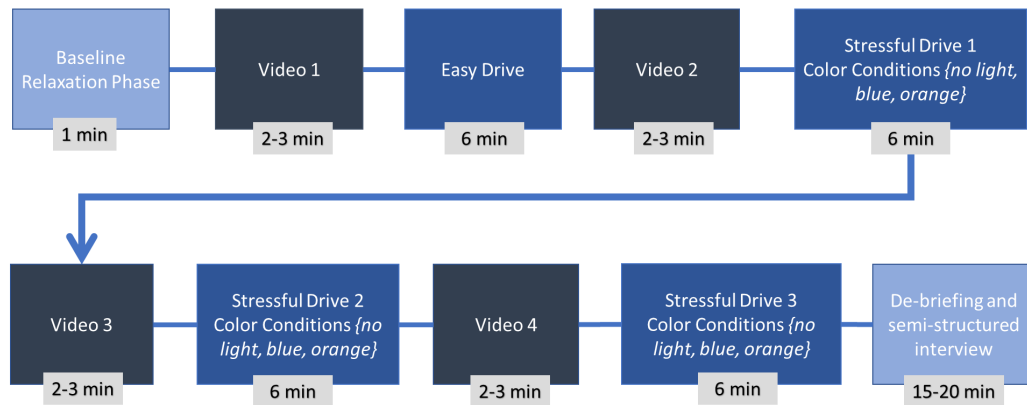 Baseline
Relaxation Phase
1 min
Video 1
2-3 min
Easy Drive
6 min
Video 2
2-3 min
Stressful Drive 1
Color Conditions {no light,
blue, orange}
6 min
Video 3
2-3 min
Stressful Drive 2
Color Conditions {no
light, blue, orange}
6 min
Video 4
2-3 min
Stressful Drive 3
Color Conditions {no
light, blue, orange}
6 min
De-briefing and
semi-structured
interview
15-20 min